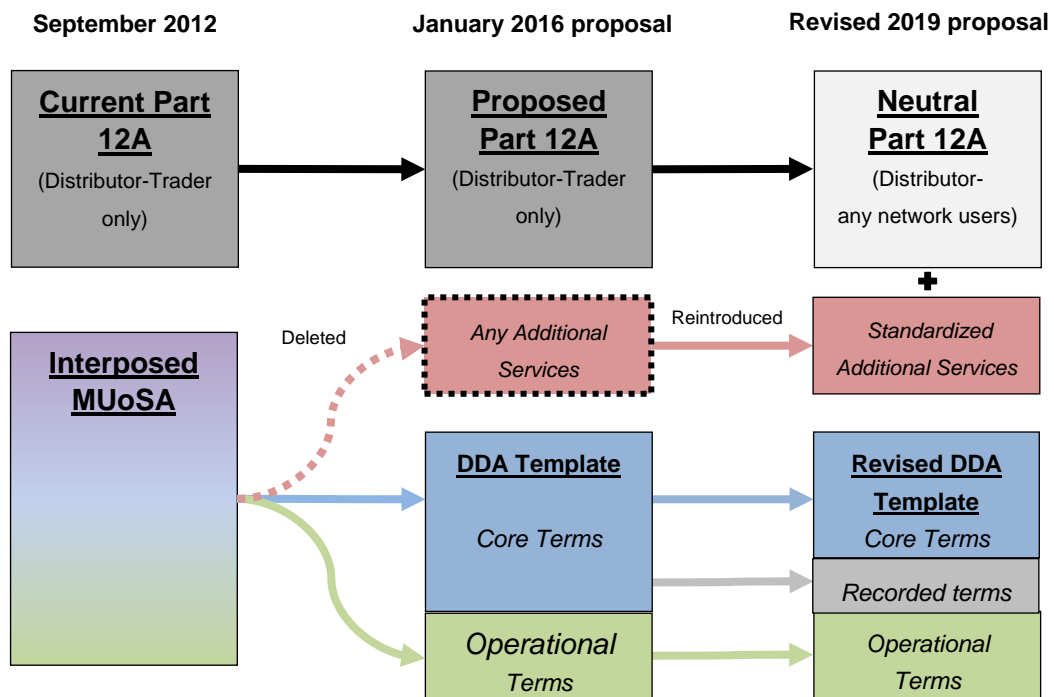 September 2012
January 2016 proposal
Revised 2019 proposal
Current Part
12A
(Distributor-Trader
only)
Proposed
Part 12A
(Distributor-Trader
only)
Neutral
Part 12A
(Distributor-
any network users)
Interposed
MUoSA
Deleted
Any Additional
Services
Reintroduced
Standardized
Additional Services
DDA Template
Core Terms
Revised DDA
Template
Core Terms
Recorded terms
Operational
Terms
Operational
Terms